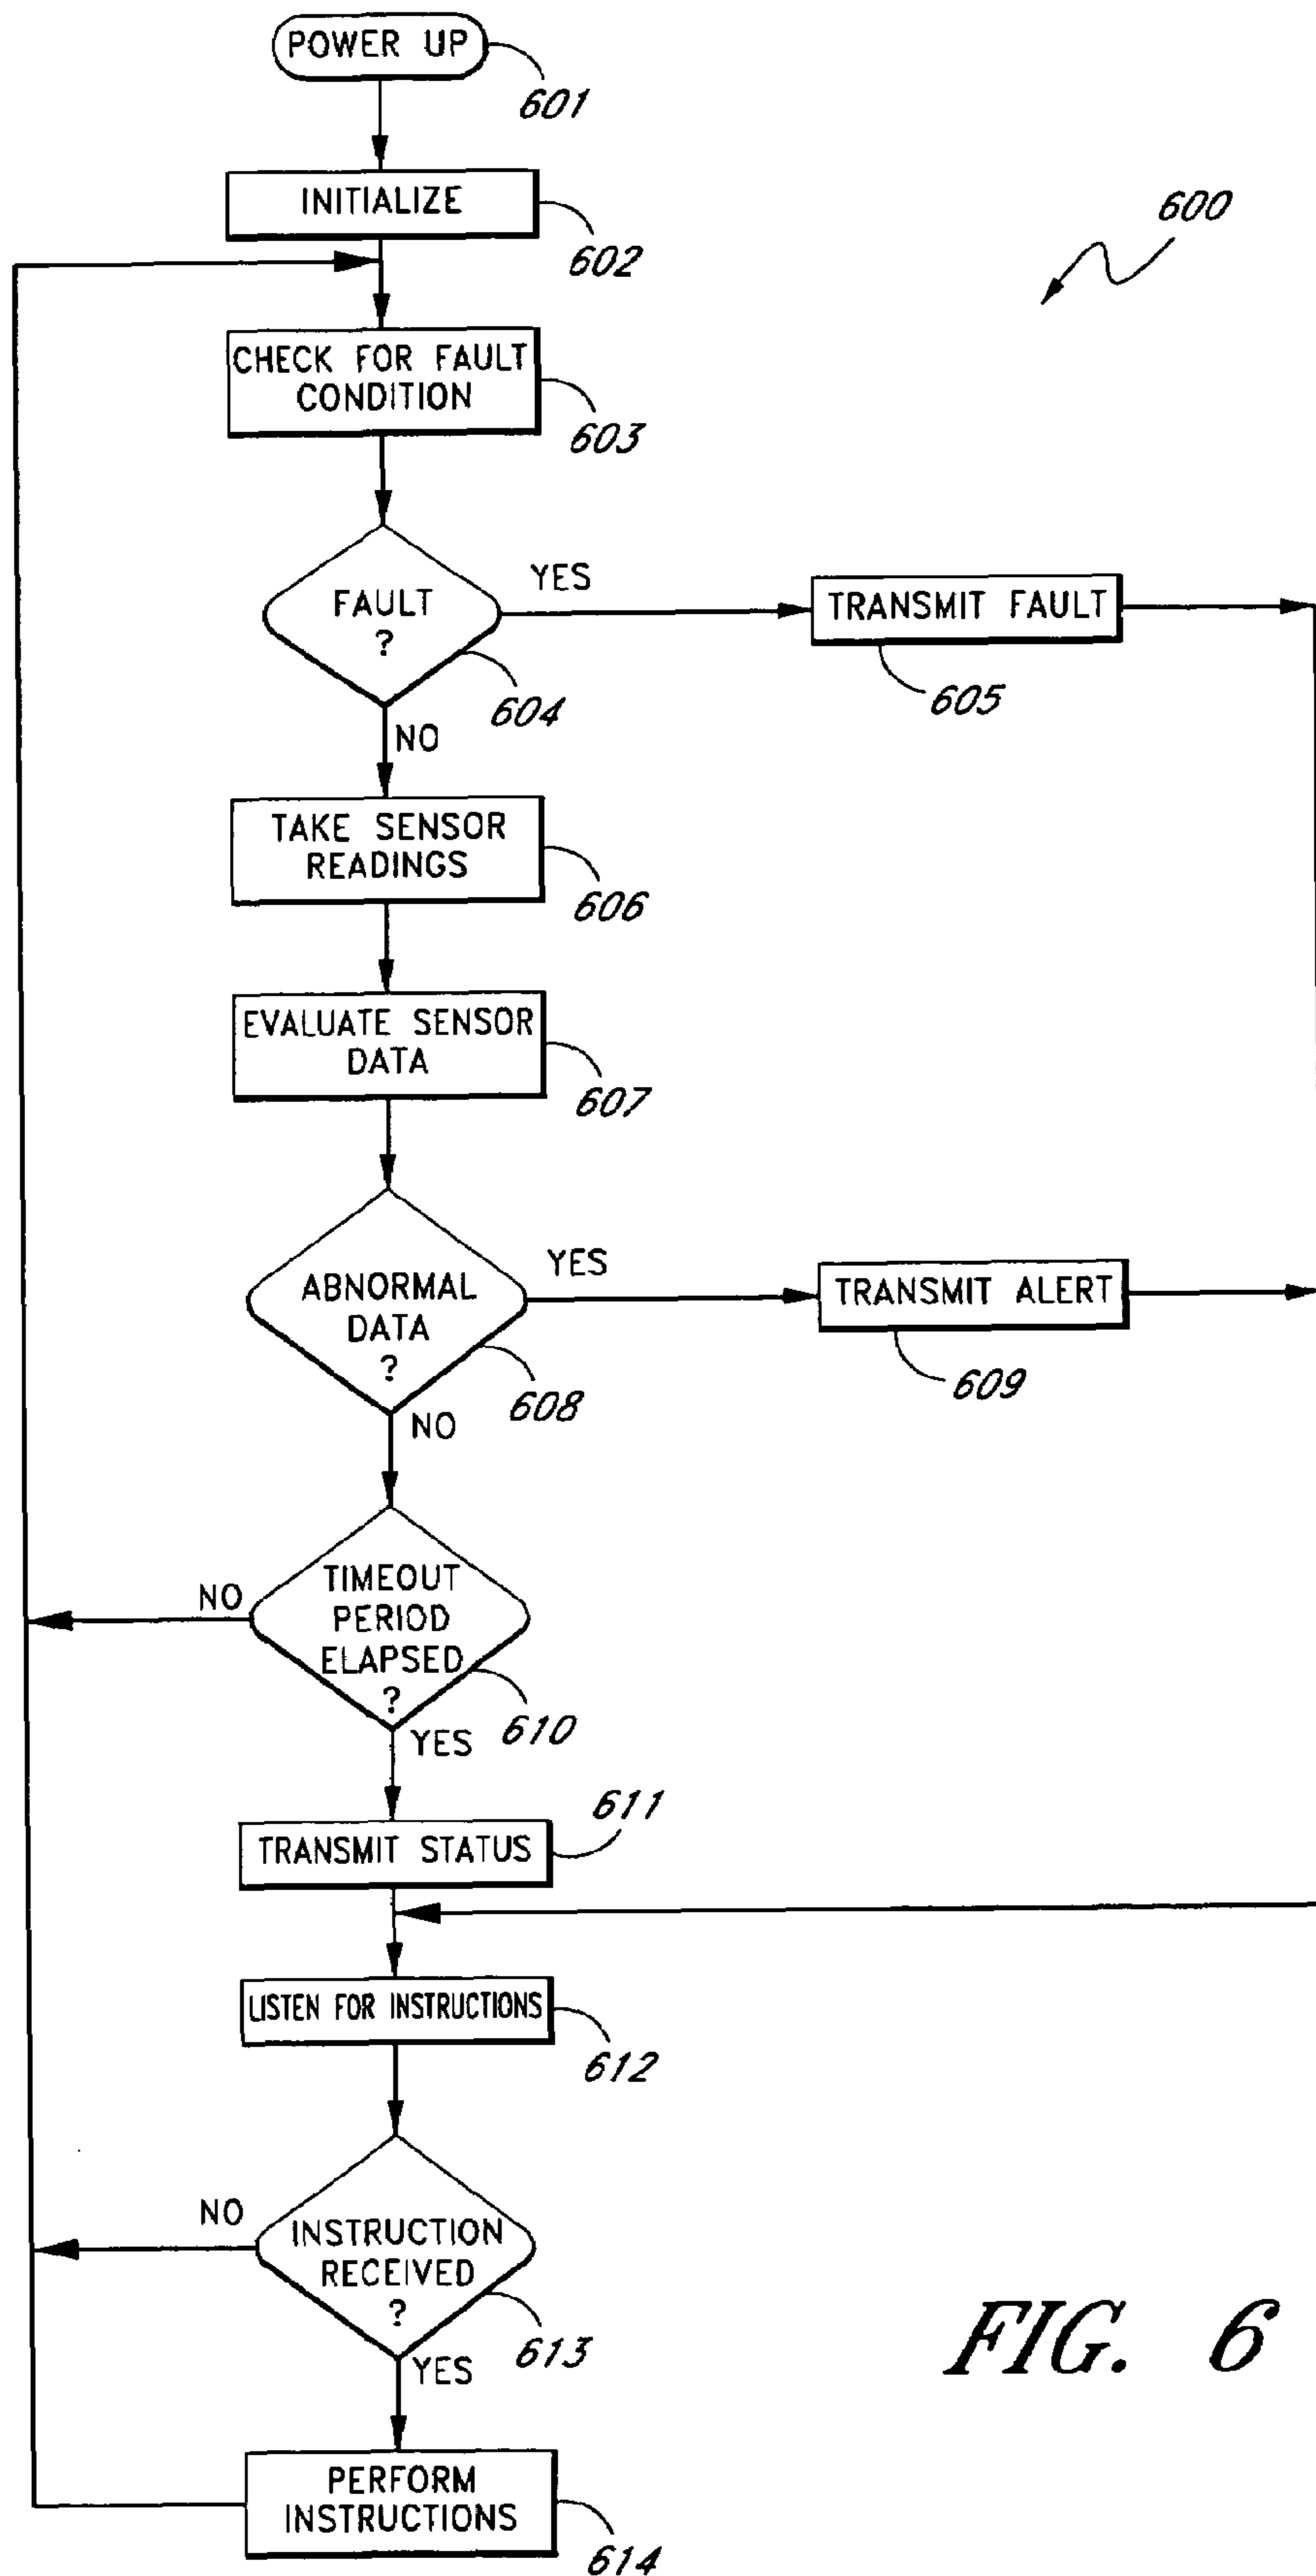 POWER UP
601
INITIALIZE
602
600
CHECK FOR FAULT
CONDITION
603
FAULT
?
604
YES
TRANSMIT FAULT
605
NO
TAKE SENSOR
READINGS
606
EVALUATE SENSOR
DATA
607
ABNORMAL
DATA
?
608
YES
TRANSMIT ALERT
609
NO
TIMEOUT
PERIOD
ELAPSED
?
610
NO
YES
TRANSMIT STATUS
611
LISTEN FOR INSTRUCTIONS
612
INSTRUCTION
RECEIVED
?
613
NO
YES
PERFORM
INSTRUCTIONS
614
FIG. 6